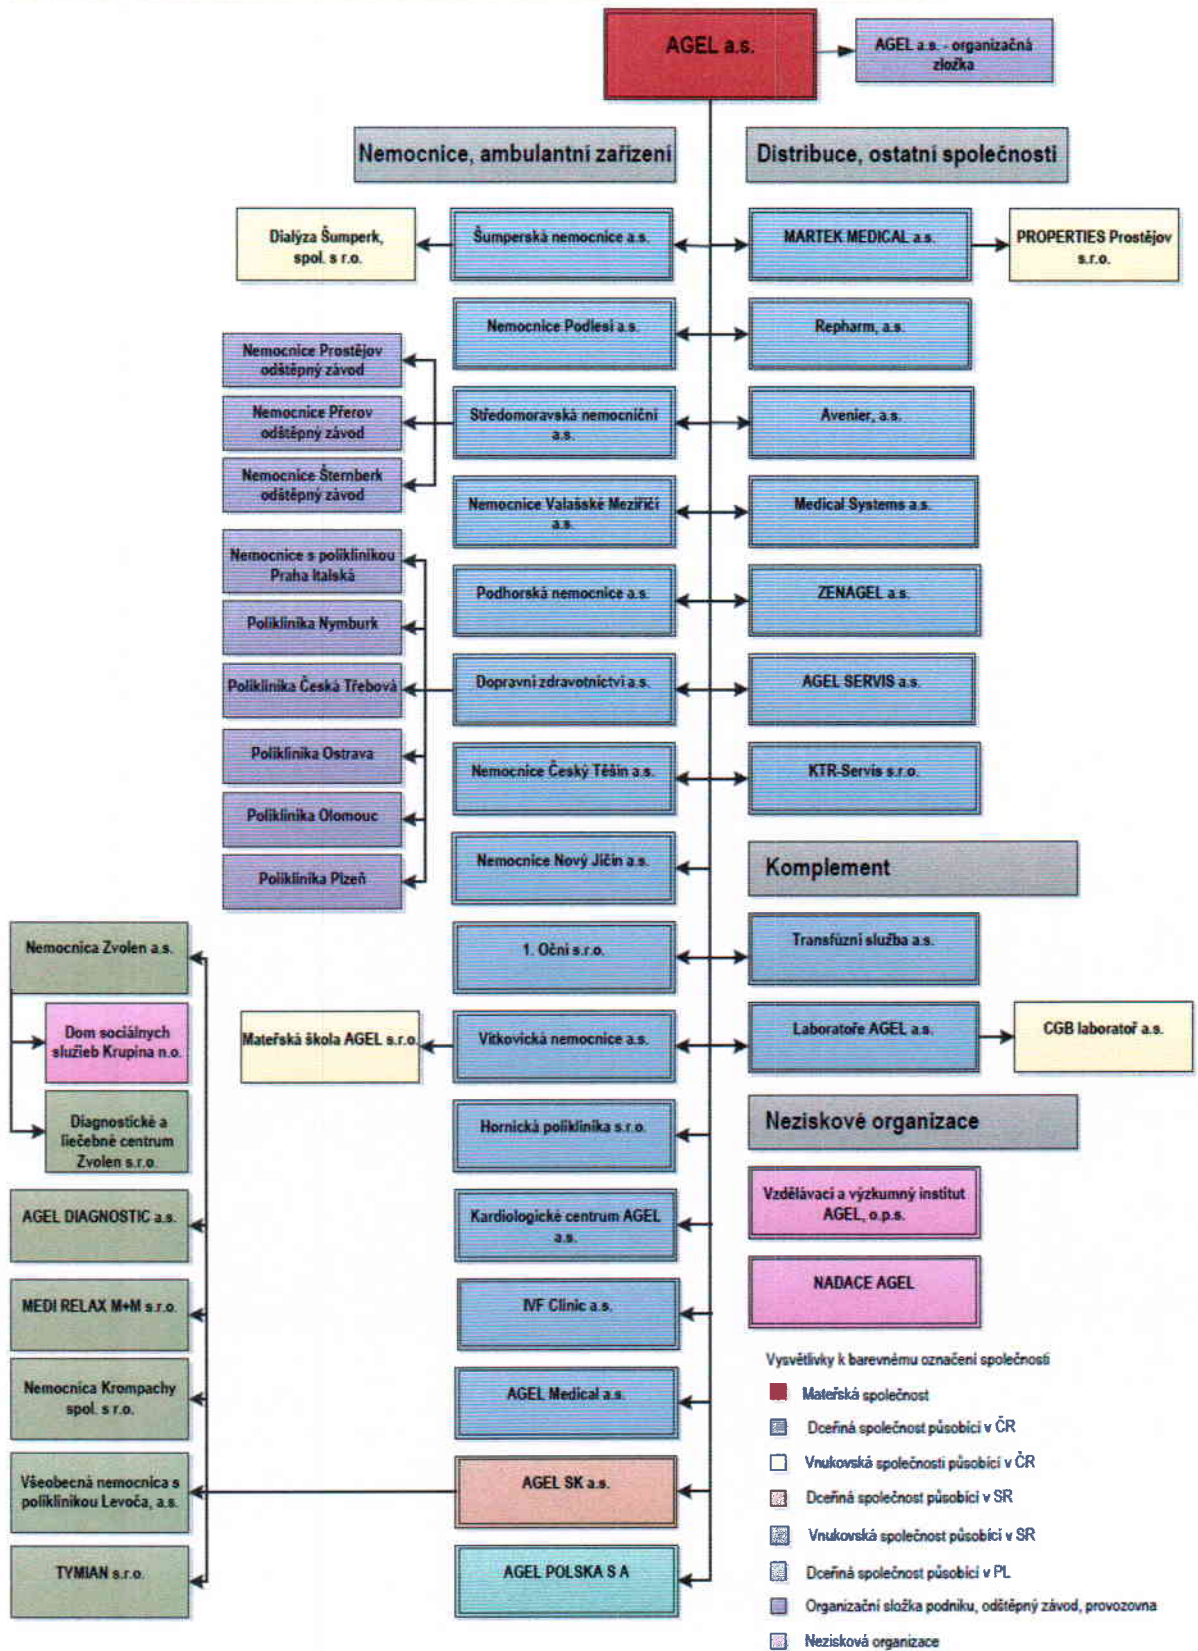 AGEL a.s.
AGEL a.s. - organizačná
zložka
Nemocnice, ambulantní zařízení
Distribuce, ostatní společnosti
Dialýza Šumperk,
spol. s r.o.
Šumperská nemocnice a.s.
MARTEK MEDICAL a.s.
PROPERTIES Prostějov
s.r.o.
Nemocnice Podlesí a.s.
Repharm, a.s.
Nemocnice Prostějov
odštěpný závod
Nemocnice Přerov
odštěpný závod
Nemocnice Šternberk
odštěpný závod
Středomoravská nemocniční
a.s.
Avenier, a.s.
Nemocnice Valašské Meziříčí
a.s.
Medical Systems a.s.
Nemocnice s poliklinikou
Praha Italská
Poliklinika Nymburk
Poliklinika Česká Třebová
Poliklinika Ostrava
Poliklinika Olomouc
Poliklinika Plzeň
Podhorská nemocnice a.s.
ZENAGEL a.s.
Dopravní zdravotnictví a.s.
AGEL SERVIS a.s.
Nemocnice Český Těšín a.s.
KTR-Servis s.r.o.
Nemocnice Nový Jičín a.s.
Komplement
Nemocnica Zvolen a.s.
1. Oční s.r.o.
Transfúzní služba a.s.
Dom sociálnych
služieb Krupina n.o.
Mateřská škola AGEL s.r.o.
Vítkovická nemocnice a.s.
Laboratoře AGEL a.s.
CGB laboratoř a.s.
Diagnostické a
liečebné centrum
Zvolen s.r.o.
Hornická poliklinika s.r.o.
Neziskové organizace
AGEL DIAGNOSTIC a.s.
Kardiologické centrum AGEL
a.s.
Vzdělávací a výzkumný institut
AGEL, o.p.s.
MEDI RELAX M+M s.r.o.
IVF Clinic a.s.
NADACE AGEL
Nemocnica Krompachy
spol. s r.o.
AGEL Medical a.s.
Všeobecná nemocnica s
poliklinikou Levoča, a.s.
AGEL SK a.s.
TYMIAN s.r.o.
AGEL POLSKA S A
Vysvětlivky k barevnému označení společnosti
Mateřská společnost
Dceřiná společnost působící v ČR
Vnukovská společnosti působící v ČR
Dceřiná společnost působící v SR
Vnukovská společnost působící v SR
Dceřiná společnost působící v PL
Organizační složka podniku, odštěpný závod, provozovna
Nezisková organizace